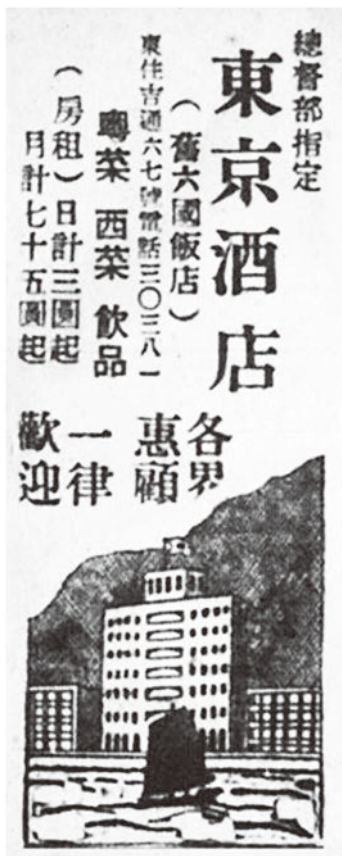 總督部指定
東京酒店
(舊六國飯店)
東住吉通六七號電話三〇三八一
粵菜 西菜 飲品
(房租)日計三圓起
月計七十五圓起
各界
惠顧
一律
歡迎